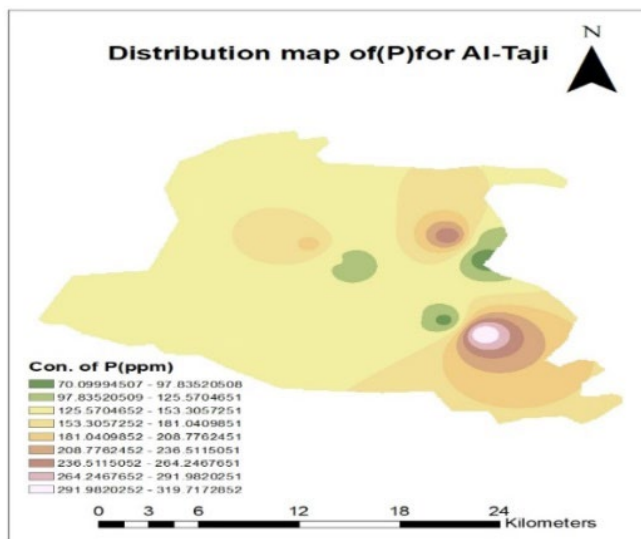 Distribution map of(P)for Al-Taji
N
Con. of P(ppm)
70.09994507 - 97.83520508
97.83520509 - 125.5704651
125.5704652 - 153.3057251
153.3057252 - 181.0409851
181.0409852 - 208.7762451
208.7762452 - 236.5115051
236.5115052 - 264.2467651
264.2467652 - 291.9820251
291.9820252 - 319.7172852
0 3 6 12 18 24
Kilometers